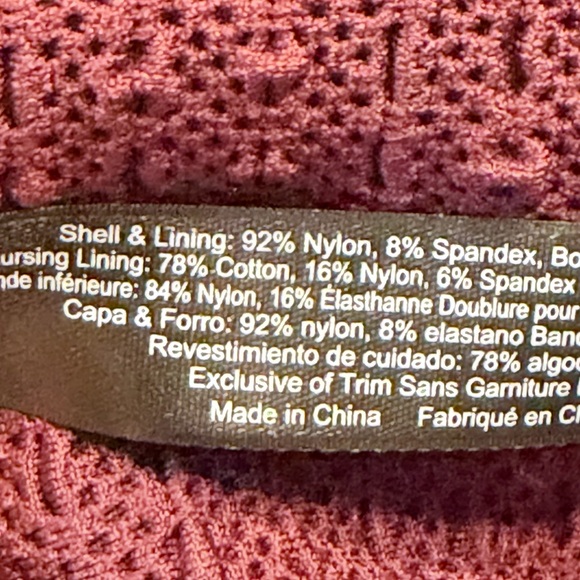 Shell & Lining: 92% Nylon, 8% Spandex, Bo
ursing Lining: 78% Cotton, 16% Nylon, 6% Spandex
nde inférieure: 84% Nylon, 16% Élasthanne Doublure pour
Capa & Forro: 92% nylon, 8% elastano Band
Revestimiento de cuidado: 78% algo
Exclusive of Trim Sans Garniture
Made in China Fabriqué en C